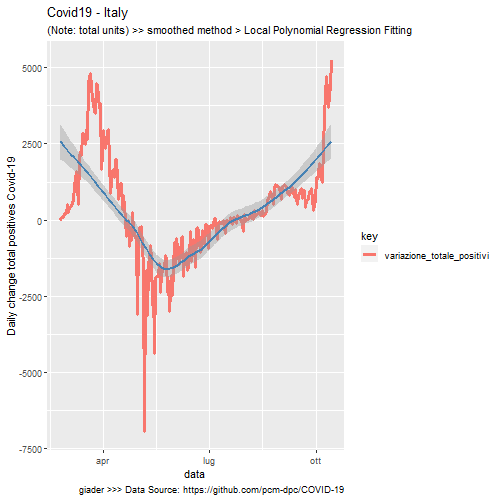 Covid19 - Italy
(Note: total units) >> smoothed method > Local Polynomial Regression Fitting
Daily change total positives Covid-19
5000
2500
0
-2500
-5000
-7500
apr lug ott
data
key
variazione_totale_positivi
giader >>> Data Source: https://github.com/pcm-dpc/COVID-19